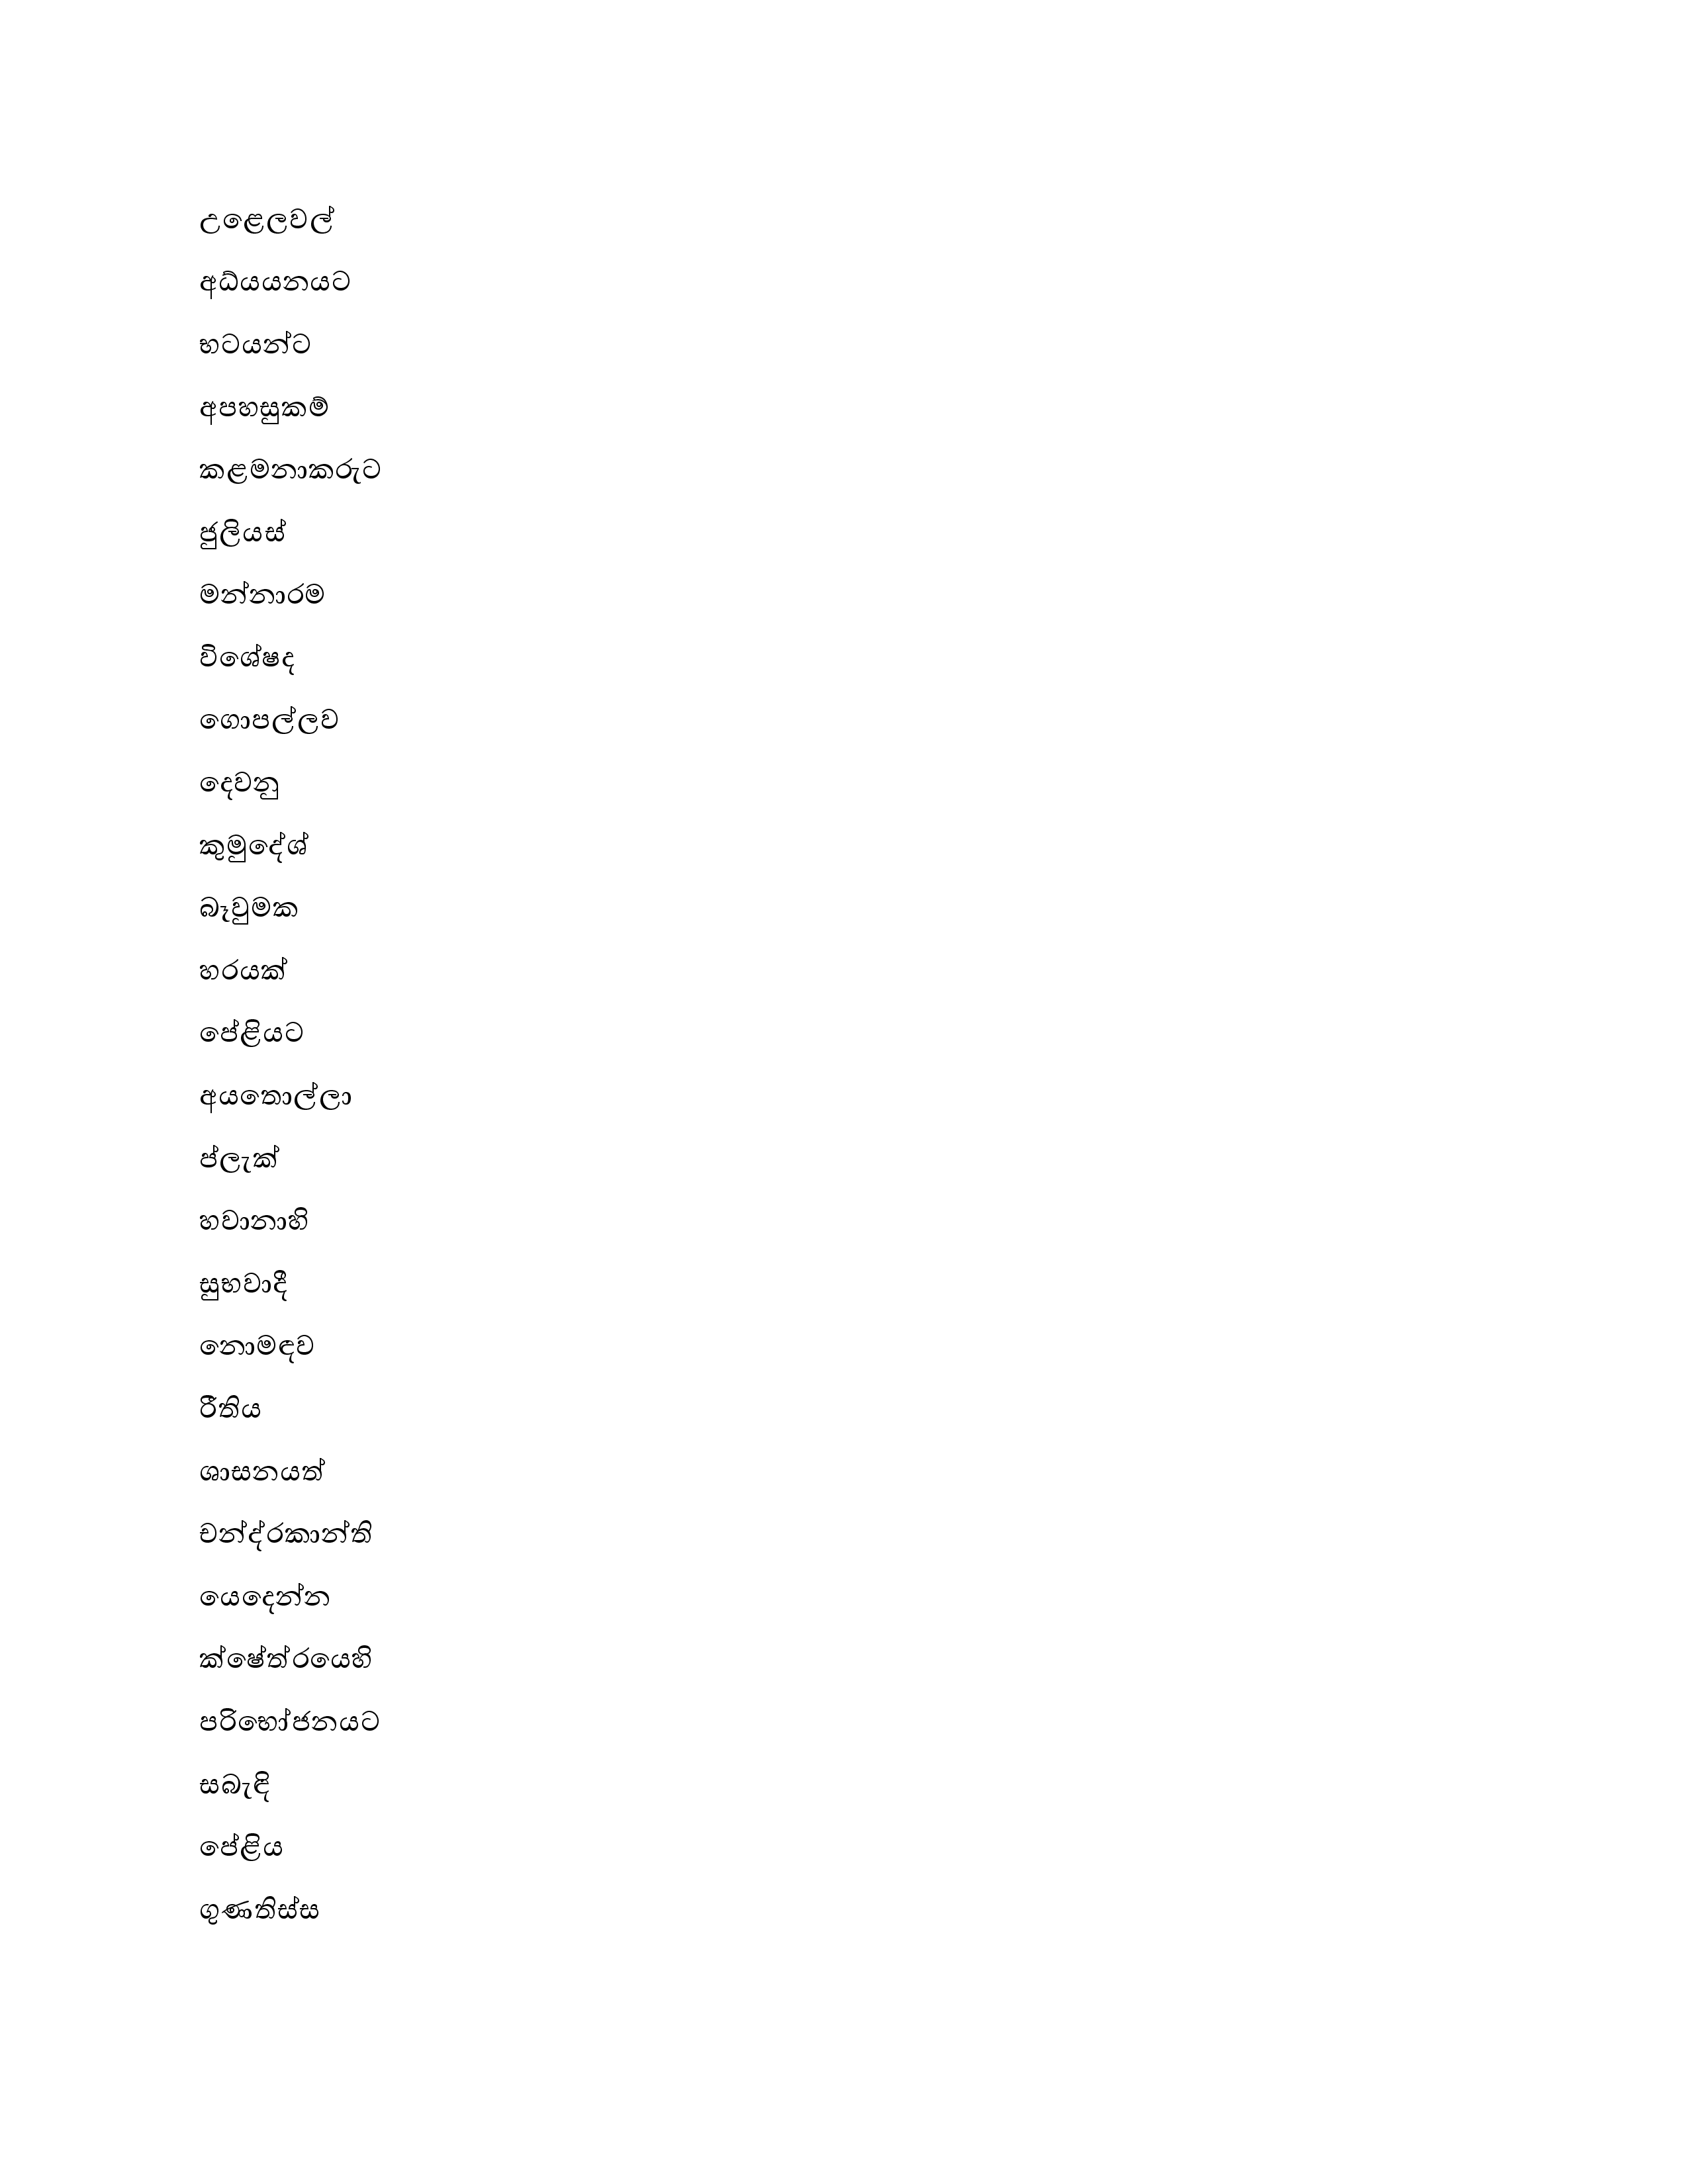 උළෙලවල්
අධ්යයනයට
භටයන්ට
අපහසුකම්
කළමනාකරුට
ජුලියස්
මන්නාරම
විශේෂද
ගොපල්ලව
දෙවනු
කුමුදේශ්
බෑවුමක
හරයක්
පේළියට
අයතොල්ලා
ප්ලැක්
හවානාහි
සුභවාදී
නොමඳව
රීතිය
ශාසනයත්
චන්ද්රකාන්ති
යෙදෙන්න
ක්ෂේත්රයෙහි
පරිභෝජනයට
සබැඳි
පේළිය
ගුණතිස්ස